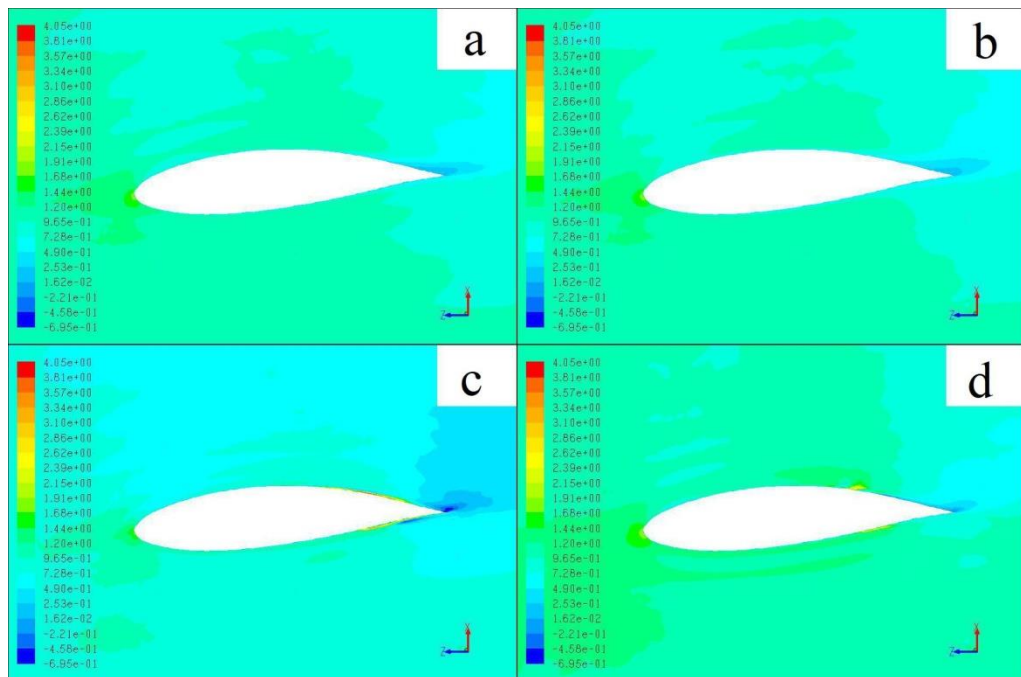 a
4.05e+00
3.81e+00
3.57e+00
3.34e+00
3.10e+00
2.86e+00
2.62e+00
2.39e+00
2.15e+00
1.91e+00
1.68e+00
1.44e+00
1.20e+00
9.65e-01
7.28e-01
4.90e-01
2.53e-01
1.62e-02
-2.21e-01
-4.58e-01
-6.95e-01
X
Z
b
4.05e+00
3.81e+00
3.57e+00
3.34e+00
3.10e+00
2.86e+00
2.62e+00
2.39e+00
2.15e+00
1.91e+00
1.68e+00
1.44e+00
1.20e+00
9.65e-01
7.28e-01
4.90e-01
2.53e-01
1.62e-02
-2.21e-01
-4.58e-01
-6.95e-01
X
Z
c
4.05e+00
3.81e+00
3.57e+00
3.34e+00
3.10e+00
2.86e+00
2.62e+00
2.39e+00
2.15e+00
1.91e+00
1.68e+00
1.44e+00
1.20e+00
9.65e-01
7.28e-01
4.90e-01
2.53e-01
1.62e-02
-2.21e-01
-4.58e-01
-6.95e-01
X
Z
d
4.05e+00
3.81e+00
3.57e+00
3.34e+00
3.10e+00
2.86e+00
2.62e+00
2.39e+00
2.15e+00
1.91e+00
1.68e+00
1.44e+00
1.20e+00
9.65e-01
7.28e-01
4.90e-01
2.53e-01
1.62e-02
-2.21e-01
-4.58e-01
-6.95e-01
X
Z